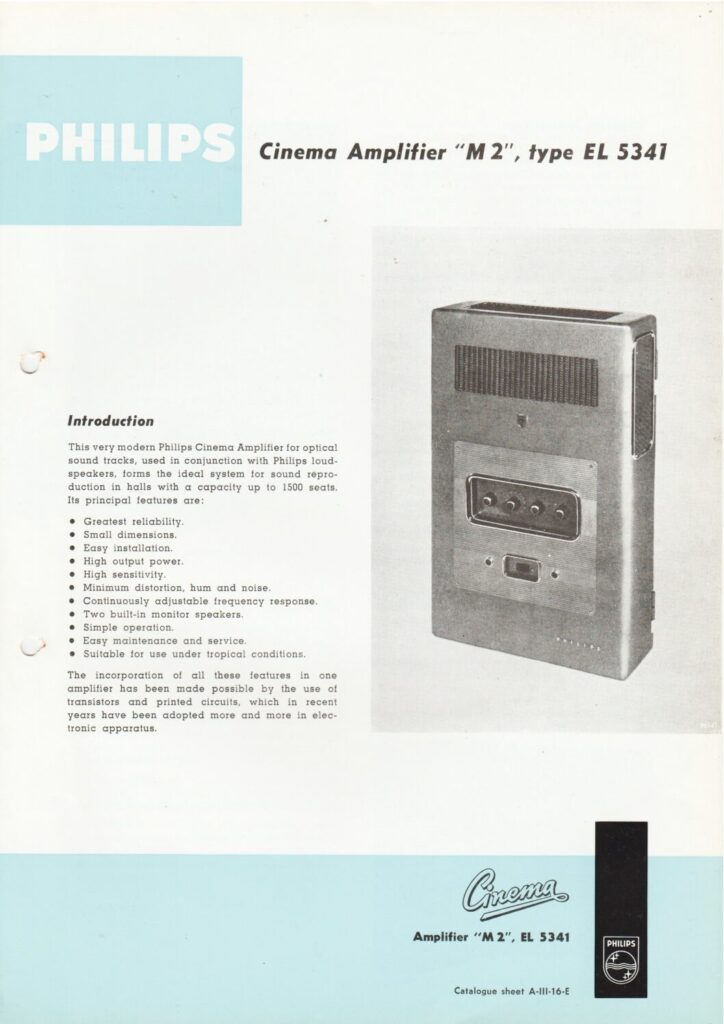 PHILIPS
Cinema Amplifier "M 2", type EL 5341
Introduction
This very modern Philips Cinema Amplifier for optical
sound tracks, used in conjunction with Philips loud-
speakers, forms the ideal system for sound repro-
duction in halls with a capacity up to 1500 seats.
Its principal features are:
● Greatest reliability.
● Small dimensions.
● Easy installation.
● High output power.
● High sensitivity.
● Minimum distortion, hum and noise.
● Continuously adjustable frequency response.
● Two built-in monitor speakers.
● Simple operation.
● Easy maintenance and service.
● Suitable for use under tropical conditions.
The incorporation of all these features in one
amplifier has been made possible by the use of
transistors and printed circuits, which in recent
years have been adopted more and more in elec-
tronic apparatus.
PHILIPS
Cinema
Amplifier "M 2", EL 5341
PHILIPS
Catalogue sheet A-III-16-E